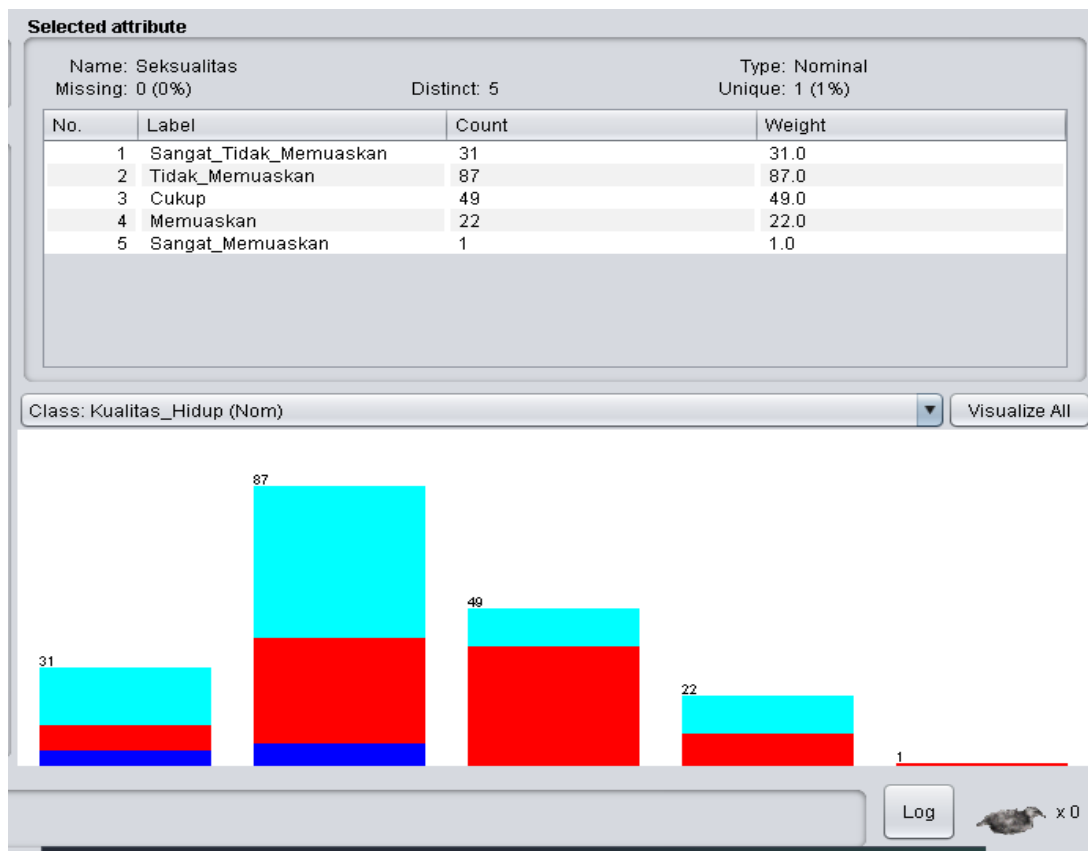 Selected attribute
Name: Seksualitas Type: Nominal
Missing: 0 (0%) Distinct: 5 Unique: 1 (1%)
No. Label Count Weight
1 Sangat_Tidak_Memuaskan 31 31.0
2 Tidak_Memuaskan 87 87.0
3 Cukup 49 49.0
4 Memuaskan 22 22.0
5 Sangat_Memuaskan 1 1.0
Class: Kualitas_Hidup (Nom) Visualize All
87
49
31
22
1
Log x 0